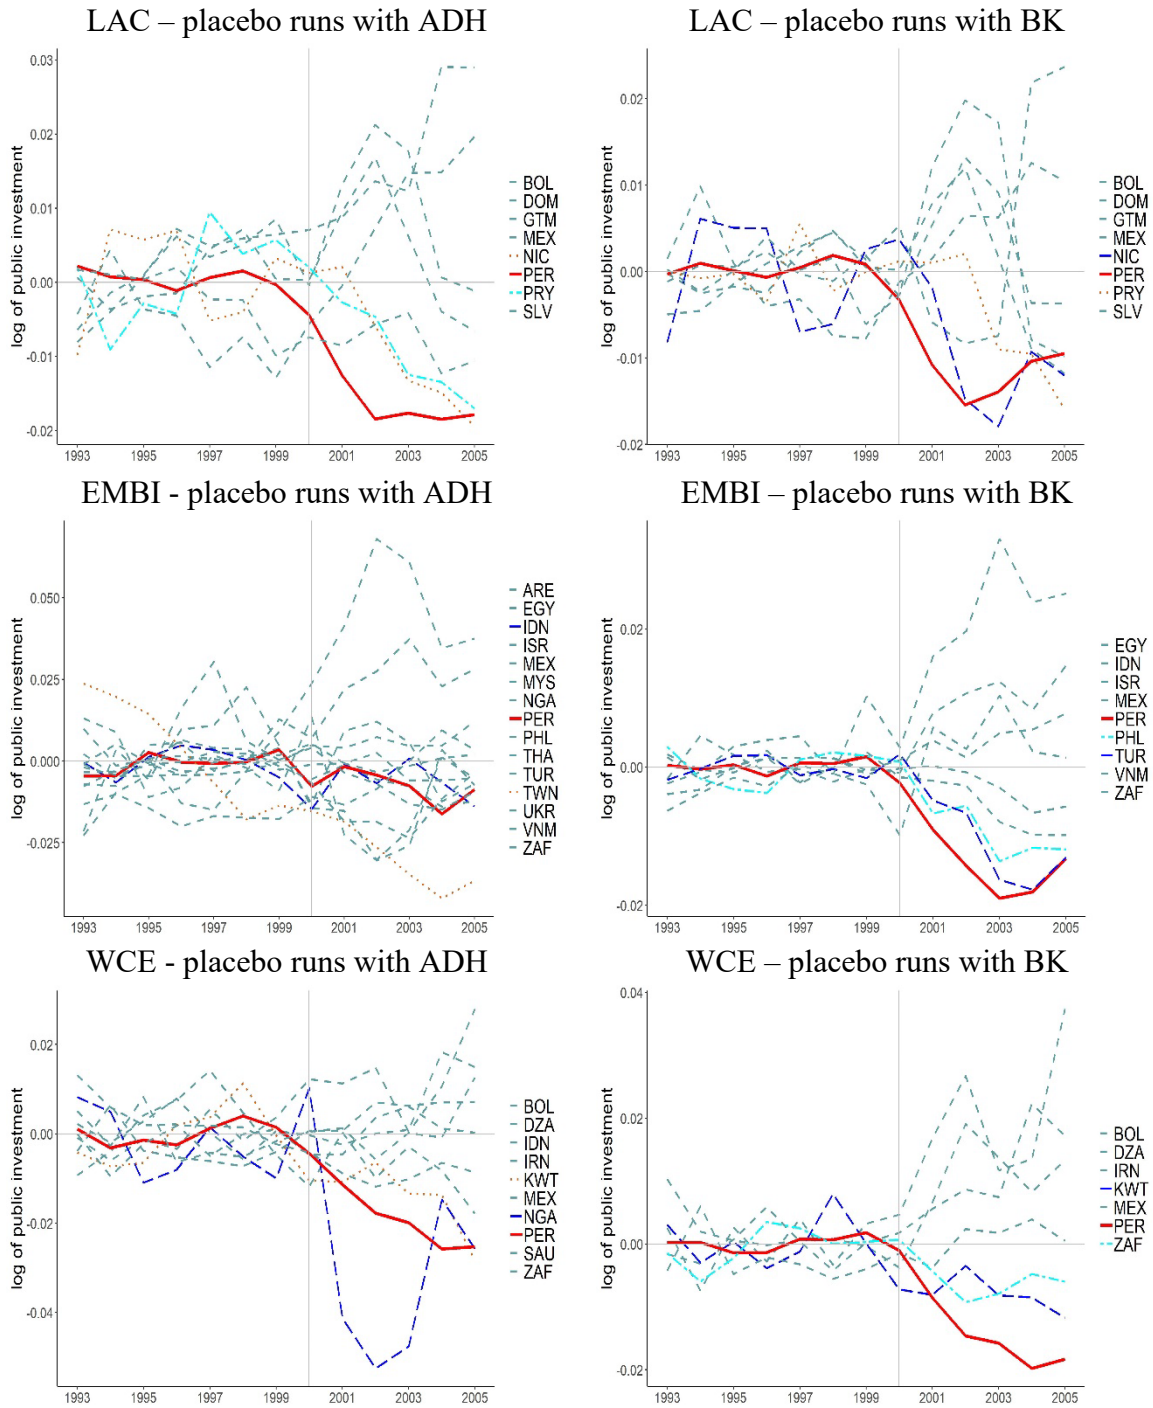 LAC – placebo runs with ADH
log of public investment
0.03
0.02
0.01
0.00
-0.01
-0.02
1993 1995 1997 1999 2001 2003 2005
BOL
DOM
GTM
MEX
NIC
PER
PRY
SLV
LAC – placebo runs with BK
log of public investment
0.02
0.01
0.00
-0.01
-0.02
1993 1995 1997 1999 2001 2003 2005
BOL
DOM
GTM
MEX
NIC
PER
PRY
SLV
EMBI - placebo runs with ADH
log of public investment
0.050
0.025
0.000
-0.025
1993 1995 1997 1999 2001 2003 2005
ARE
EGY
IDN
ISR
MEX
MYS
NGA
PER
PHL
THA
TUR
TWN
UKR
VNM
ZAF
EMBI – placebo runs with BK
log of public investment
0.02
0.00
-0.02
1993 1995 1997 1999 2001 2003 2005
EGY
IDN
ISR
MEX
PER
PHL
TUR
VNM
ZAF
WCE - placebo runs with ADH
log of public investment
0.02
0.00
-0.02
-0.04
1993 1995 1997 1999 2001 2003 2005
BOL
DZA
IDN
IRN
KWT
MEX
NGA
PER
SAU
ZAF
WCE – placebo runs with BK
log of public investment
0.04
0.02
0.00
-0.02
1993 1995 1997 1999 2001 2003 2005
BOL
DZA
IRN
KWT
MEX
PER
ZAF